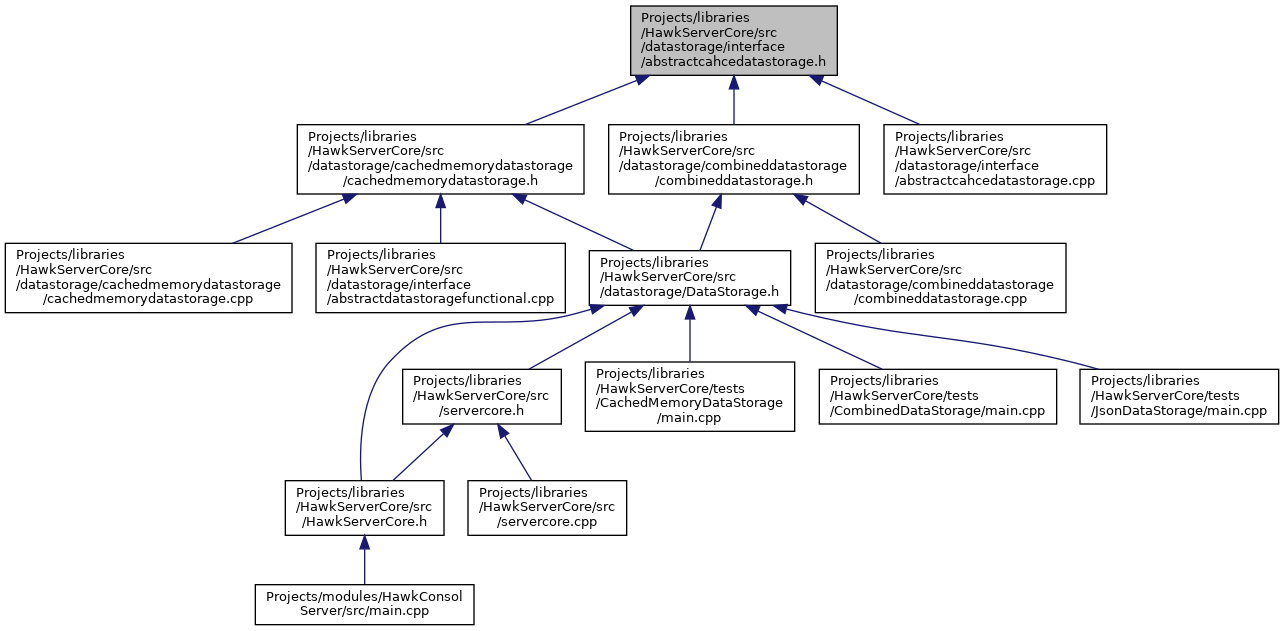 Projects/libraries
/HawkServerCore/src
/datastorage/interface
/abstractcahcedatastorage.h
Projects/libraries
/HawkServerCore/src
/datastorage/cachedmemorydatastorage
/cachedmemorydatastorage.h
Projects/libraries
/HawkServerCore/src
/datastorage/combineddatastorage
/combineddatastorage.h
Projects/libraries
/HawkServerCore/src
/datastorage/interface
/abstractcahcedatastorage.cpp
Projects/libraries
/HawkServerCore/src
/datastorage/cachedmemorydatastorage
/cachedmemorydatastorage.cpp
Projects/libraries
/HawkServerCore/src
/datastorage/interface
/abstractdatastoragefunctional.cpp
Projects/libraries
/HawkServerCore/src
/datastorage/DataStorage.h
Projects/libraries
/HawkServerCore/src
/datastorage/combineddatastorage
/combineddatastorage.cpp
Projects/libraries
/HawkServerCore/src
/servercore.h
Projects/libraries
/HawkServerCore/tests
/CachedMemoryDataStorage
/main.cpp
Projects/libraries
/HawkServerCore/tests
/CombinedDataStorage/main.cpp
Projects/libraries
/HawkServerCore/tests
/JsonDataStorage/main.cpp
Projects/libraries
/HawkServerCore/src
/HawkServerCore.h
Projects/libraries
/HawkServerCore/src
/servercore.cpp
Projects/modules/HawkConsol
Server/src/main.cpp